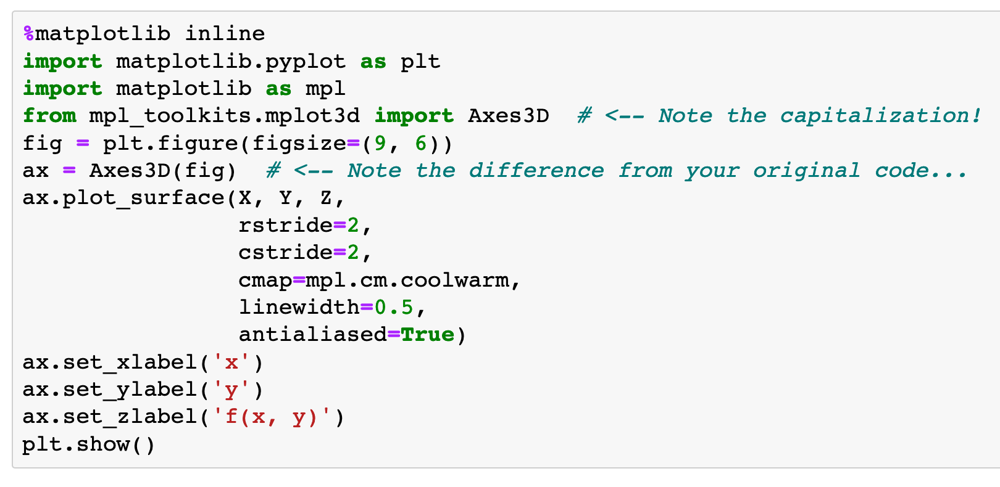 %matplotlib inline
import matplotlib.pyplot as plt
import matplotlib as mpl
from mpl_toolkits.mplot3d import Axes3D  # <-- Note the capitalization!
fig = plt.figure(figsize=(9, 6))
ax = Axes3D(fig)  # <-- Note the difference from your original code...
ax.plot_surface(X, Y, Z,
                rstride=2,
                cstride=2,
                cmap=mpl.cm.coolwarm,
                linewidth=0.5,
                antialiased=True)
ax.set_xlabel('x')
ax.set_ylabel('y')
ax.set_zlabel('f(x, y)')
plt.show()